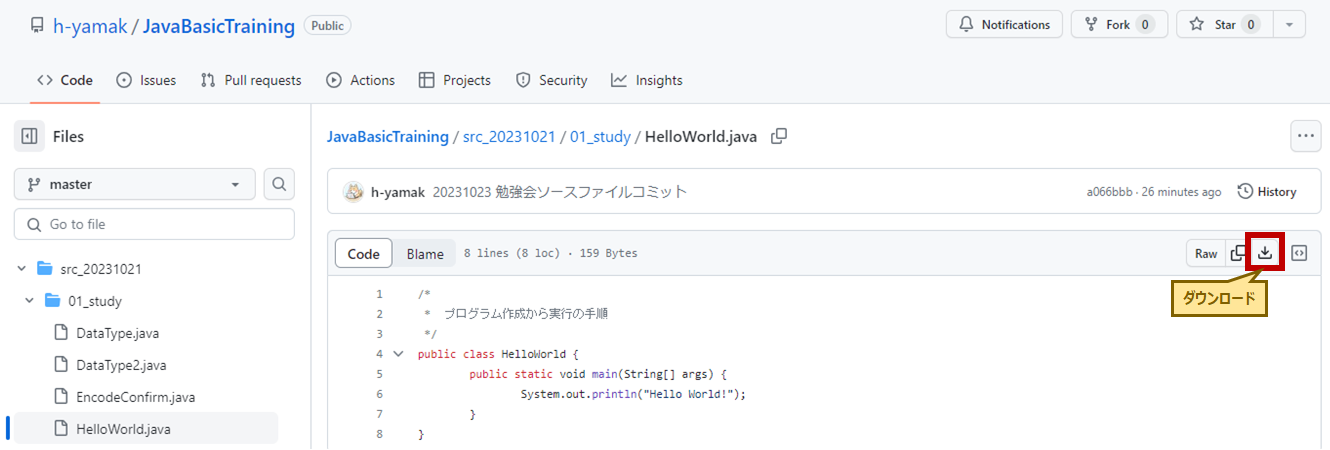 h-yamak / JavaBasicTraining Public
Notifications Fork 0 Star 0
Code Issues Pull requests Actions Projects Security Insights
Files
master
Go to file
src_20231021
01_study
DataType.java
DataType2.java
EncodeConfirm.java
HelloWorld.java
JavaBasicTraining / src_20231021 / 01_study / HelloWorld.java
h-yamak 20231023 勉強会ソースファイルコミット a066bbb · 26 minutes ago History
Code Blame 8 lines (8 loc) · 159 Bytes Raw
ダウンロード
1 /*
2 * プログラム作成から実行の手順
3 */
4 public class HelloWorld {
5 public static void main(String[] args) {
6 System.out.println("Hello World!");
7 }
8 }